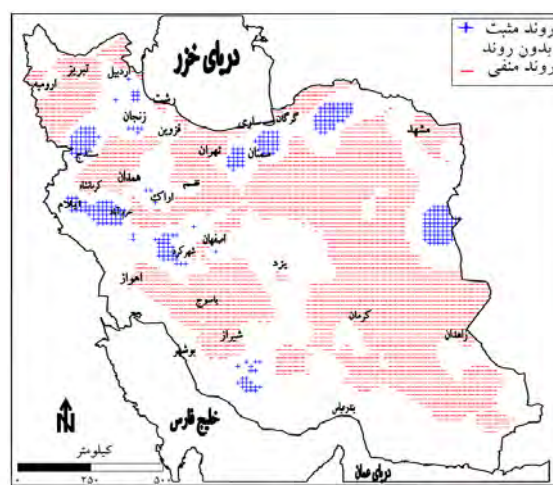 دریای خزر
روند مثبت
بدون روند
روند منفی
اردبیل
تبریز
ارومیه
رشت
زنجان
قزوین
ساری
گرگان
مشهد
تهران
سمنان
سنندج
همدان
قم
کرمانشاه
اراک
ایلام
خرم‌آباد
اصفهان
شهرکرد
یزد
اهواز
یاسوج
کرمان
شیراز
زاهدان
بوشهر
خلیج فارس
N
کیلومتر
۰ ۲۵۰ ۵۰۰
دریای عمان